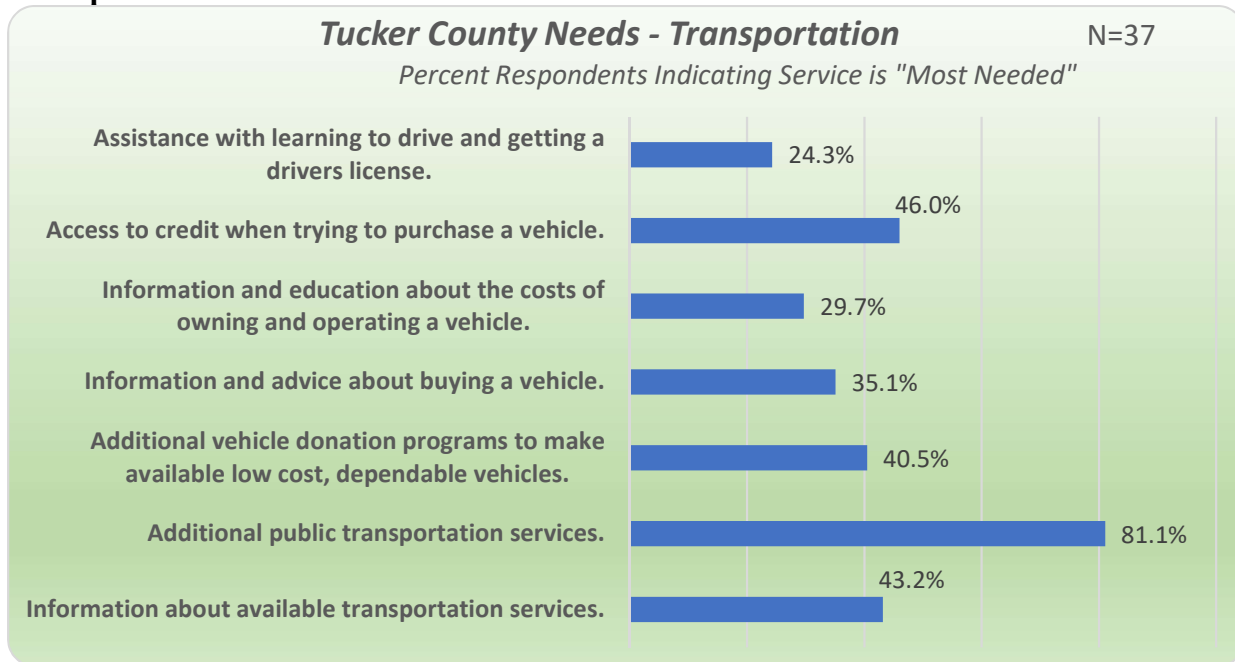 Tucker County Needs - Transportation N=37
Percent Respondents Indicating Service is "Most Needed"
Assistance with learning to drive and getting a
drivers license.
24.3%
Access to credit when trying to purchase a vehicle.
46.0%
Information and education about the costs of
owning and operating a vehicle.
29.7%
Information and advice about buying a vehicle.
35.1%
Additional vehicle donation programs to make
available low cost, dependable vehicles.
40.5%
Additional public transportation services.
81.1%
Information about available transportation services.
43.2%